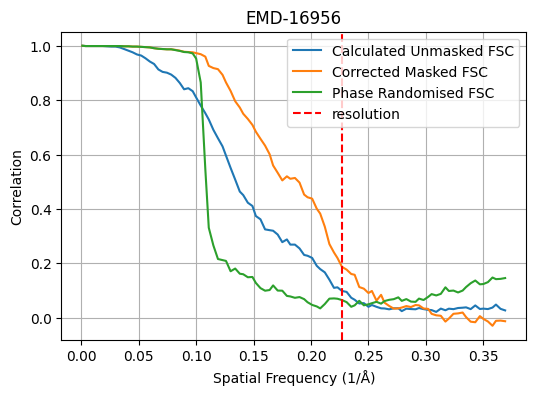 EMD-16956
Calculated Unmasked FSC
Corrected Masked FSC
Phase Randomised FSC
resolution
1.0
0.8
0.6
0.4
0.2
0.0
Correlation
0.00 0.05 0.10 0.15 0.20 0.25 0.30 0.35
Spatial Frequency (1/Å)